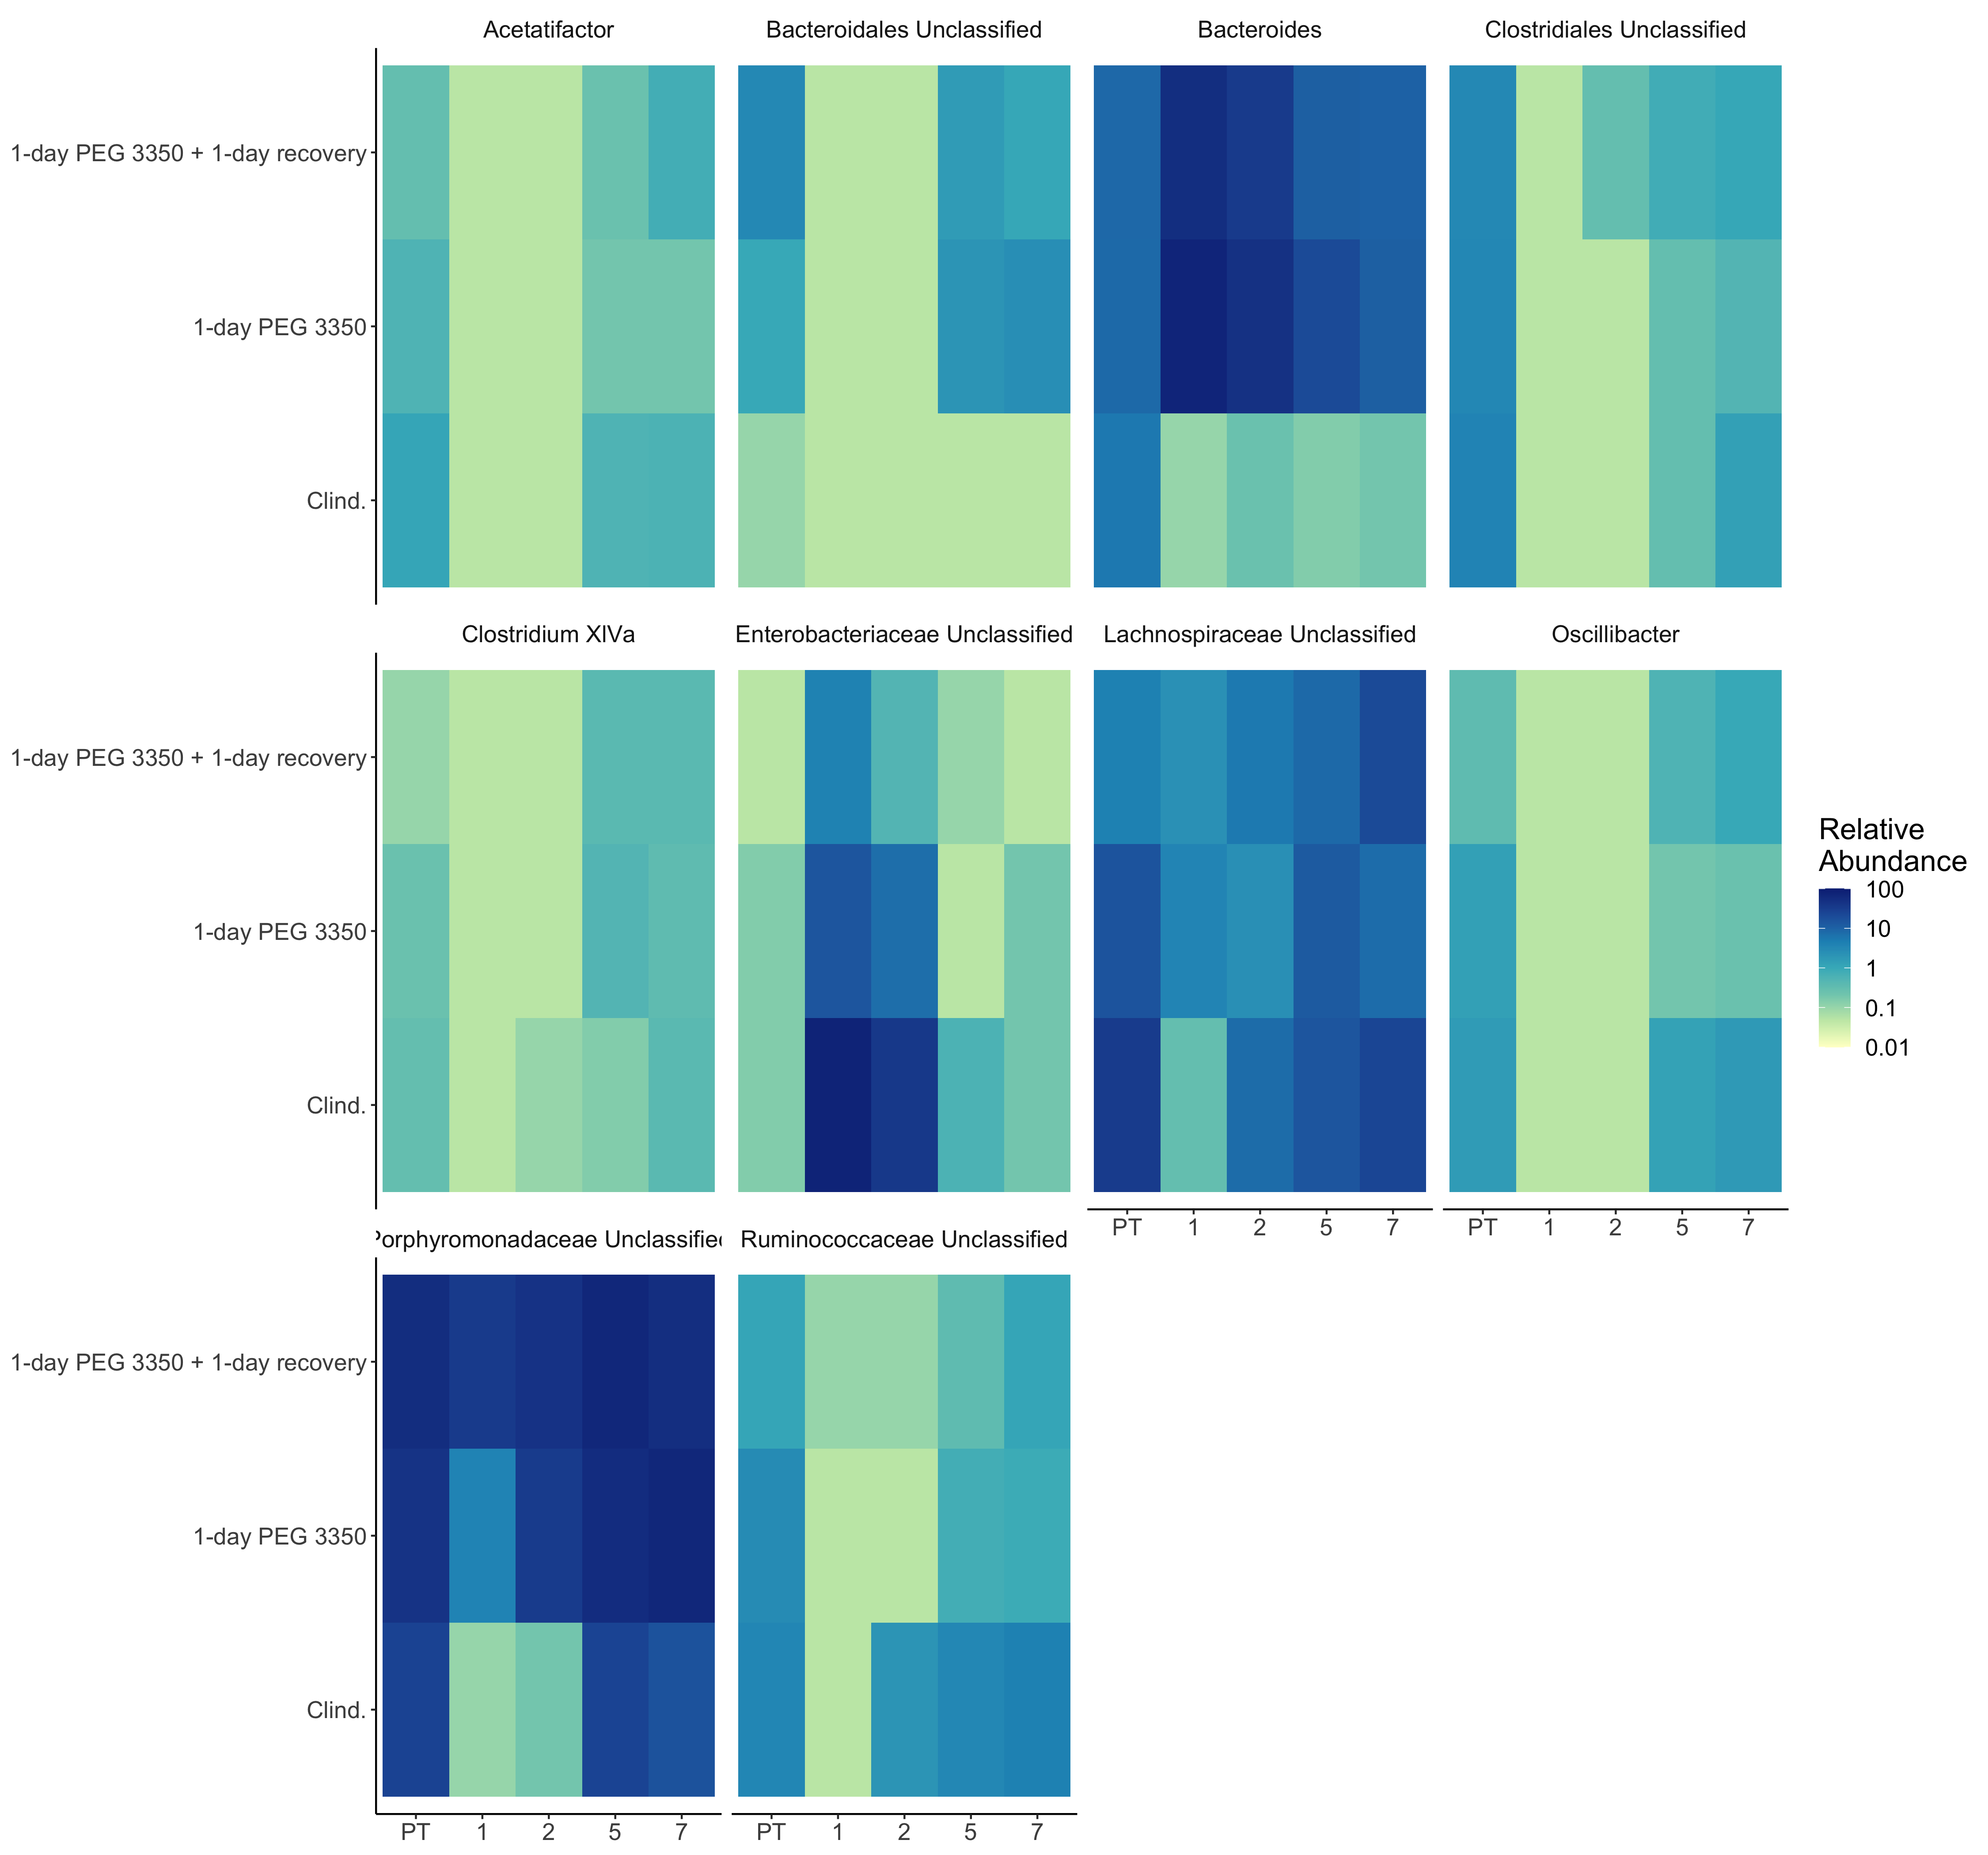 Acetatifactor Bacteroidales Unclassified Bacteroides Clostridiales Unclassified
1-day PEG 3350 + 1-day recovery
1-day PEG 3350
Clind.
Clostridium XlVa Enterobacteriaceae Unclassified Lachnospiraceae Unclassified Oscillibacter
1-day PEG 3350 + 1-day recovery
1-day PEG 3350
Clind.
PT 1 2 5 7 PT 1 2 5 7
Relative
Abundance
100
10
1
0.1
0.01
Porphyromonadaceae Unclassified Ruminococcaceae Unclassified
1-day PEG 3350 + 1-day recovery
1-day PEG 3350
Clind.
PT 1 2 5 7 PT 1 2 5 7